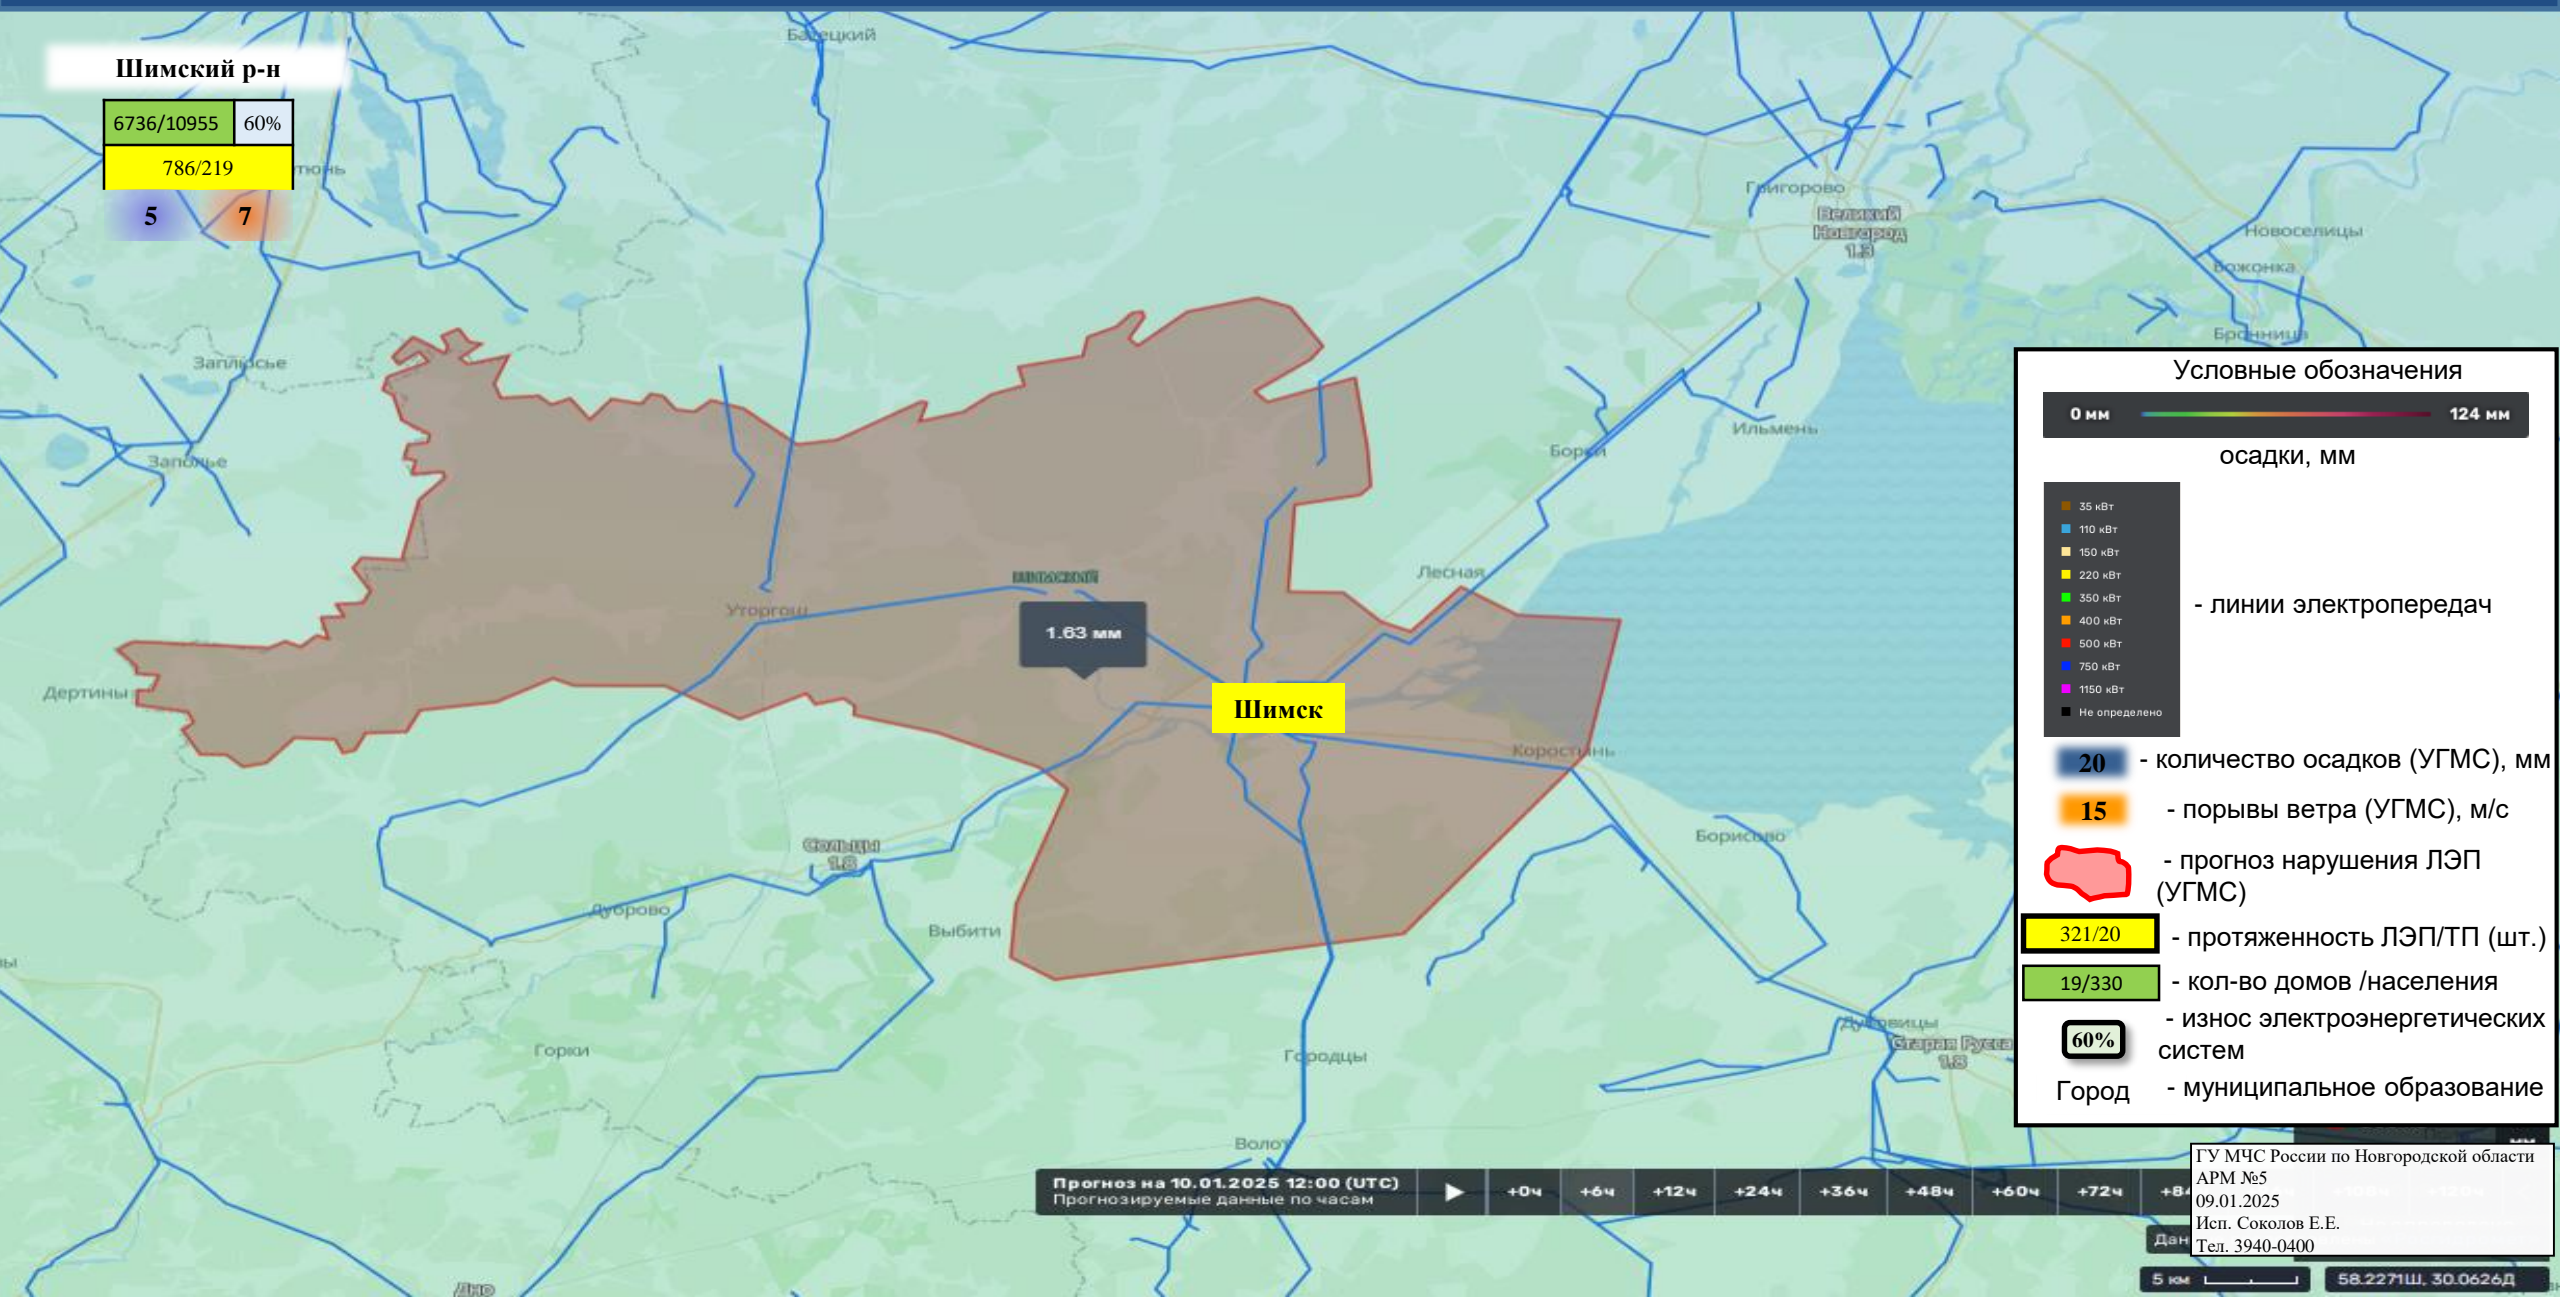 Батецкий
Шимский р-н
6736/10955 60%
786/219
5 7
Григорово
Великий
Новгород
1.3
Новоселицы
Божонка
Бронница
Заплюсье
Заполье
Ильмень
Борки
Лесная
Шимский
Уторгош
1.63 мм
Дертины
Шимск
Коростынь
Сольцы
1.8
Борисово
Дуброво
Выбити
Горки
Городцы
Дубовицы
Старая Русса
1.8
Волот
Дно
Условные обозначения
0 мм 124 мм
осадки, мм
35 кВт
110 кВт
150 кВт
220 кВт
350 кВт
400 кВт
500 кВт
750 кВт
1150 кВт
Не определено
- линии электропередач
20 - количество осадков (УГМС), мм
15 - порывы ветра (УГМС), м/с
- прогноз нарушения ЛЭП
(УГМС)
321/20 - протяженность ЛЭП/ТП (шт.)
19/330 - кол-во домов /населения
60% - износ электроэнергетических
систем
Город - муниципальное образование
Прогноз на 10.01.2025 12:00 (UTC)
Прогнозируемые данные по часам
+0ч +6ч +12ч +24ч +36ч +48ч +60ч +72ч
ГУ МЧС России по Новгородской области
АРМ №5
09.01.2025
Исп. Соколов Е.Е.
Тел. 3940-0400
5 км
58.2271Ш, 30.0626Д